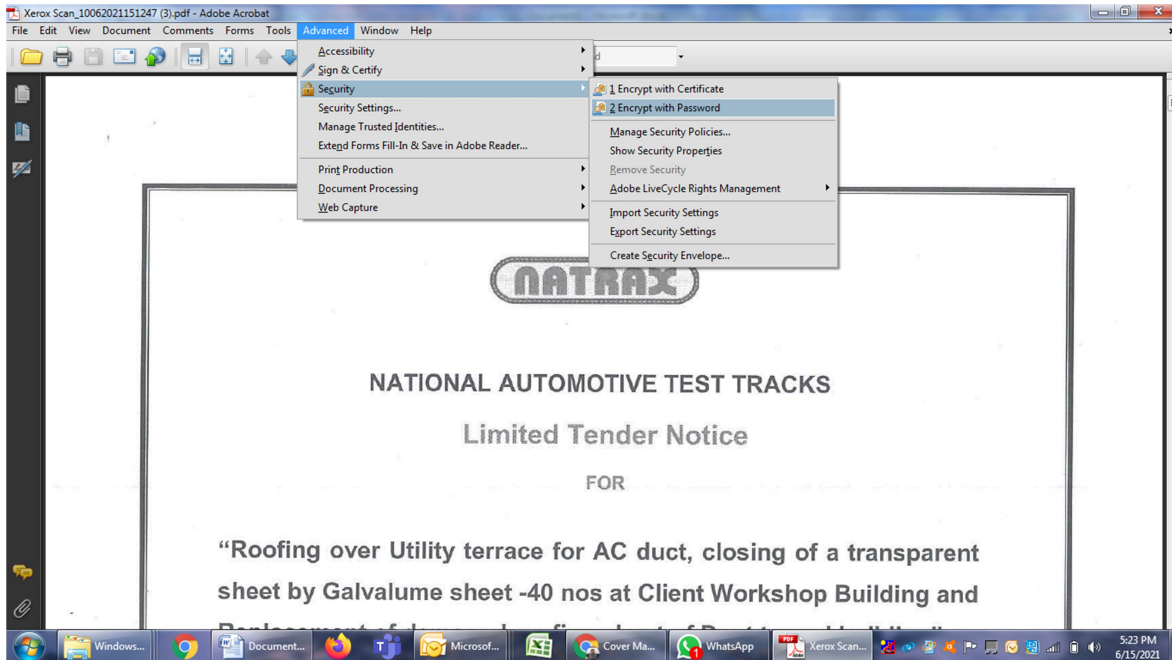 Xerox Scan_10062021151247 (3).pdf - Adobe Acrobat
File Edit View Document Comments Forms Tools Advanced Window Help
Accessibility
Sign & Certify
Security
Security Settings...
Manage Trusted Identities...
Extend Forms Fill-In & Save in Adobe Reader...
Print Production
Document Processing
Web Capture
1 Encrypt with Certificate
2 Encrypt with Password
Manage Security Policies...
Show Security Properties
Remove Security
Adobe LiveCycle Rights Management
Import Security Settings
Export Security Settings
Create Security Envelope...
NATRAX
NATIONAL AUTOMOTIVE TEST TRACKS
Limited Tender Notice
FOR
“Roofing over Utility terrace for AC duct, closing of a transparent
sheet by Galvalume sheet -40 nos at Client Workshop Building and
Windows... Document... Microsof... Cover Ma... 1 WhatsApp PDF Xerox Scan... 5:23 PM
6/15/2021